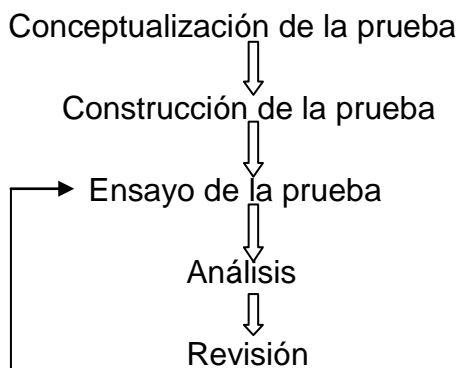 Conceptualización de la prueba
Construcción de la prueba
Ensayo de la prueba
Análisis
Revisión